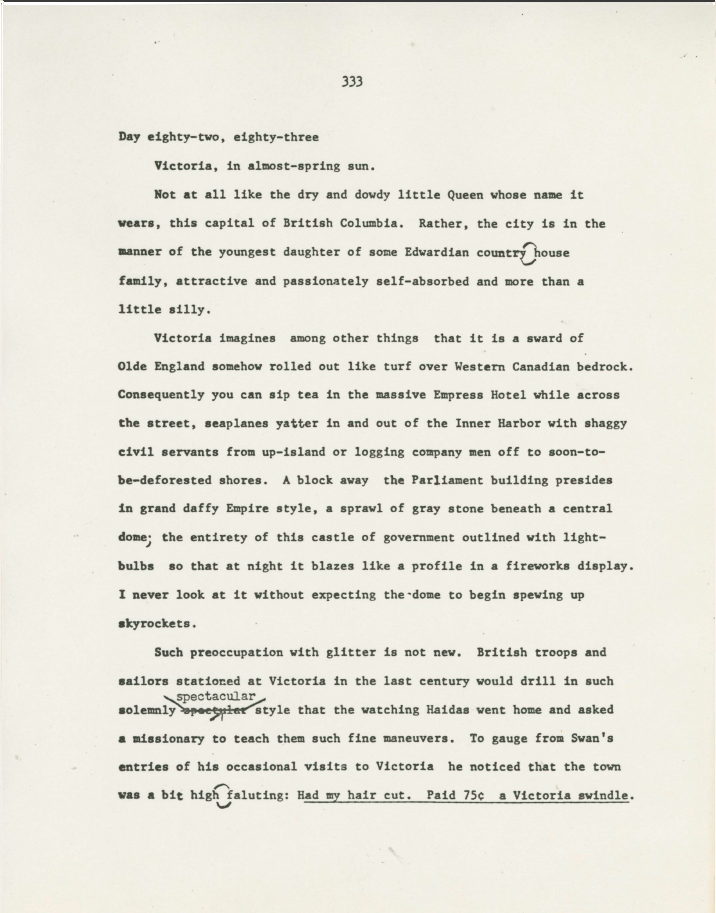 333
Day eighty-two, eighty-three
Victoria, in almost-spring sun.
Not at all like the dry and dowdy little Queen whose name it
wears, this capital of British Columbia. Rather, the city is in the
manner of the youngest daughter of some Edwardian country house
family, attractive and passionately self-absorbed and more than a
little silly.
Victoria imagines among other things that it is a sward of
Olde England somehow rolled out like turf over Western Canadian bedrock.
Consequently you can sip tea in the massive Empress Hotel while across
the street, seaplanes yatter in and out of the Inner Harbor with shaggy
civil servants from up-island or logging company men off to soon-to-
be-deforested shores. A block away the Parliament building presides
in grand daffy Empire style, a sprawl of gray stone beneath a central
dome; the entirety of this castle of government outlined with light-
bulbs so that at night it blazes like a profile in a fireworks display.
I never look at it without expecting the dome to begin spewing up
skyrockets.
Such preoccupation with glitter is not new. British troops and
sailors stationed at Victoria in the last century would drill in such
spectacular
solemnly spectular style that the watching Haidas went home and asked
a missionary to teach them such fine maneuvers. To gauge from Swan's
entries of his occasional visits to Victoria he noticed that the town
was a bit high faluting: Had my hair cut. Paid 75¢ a Victoria swindle.